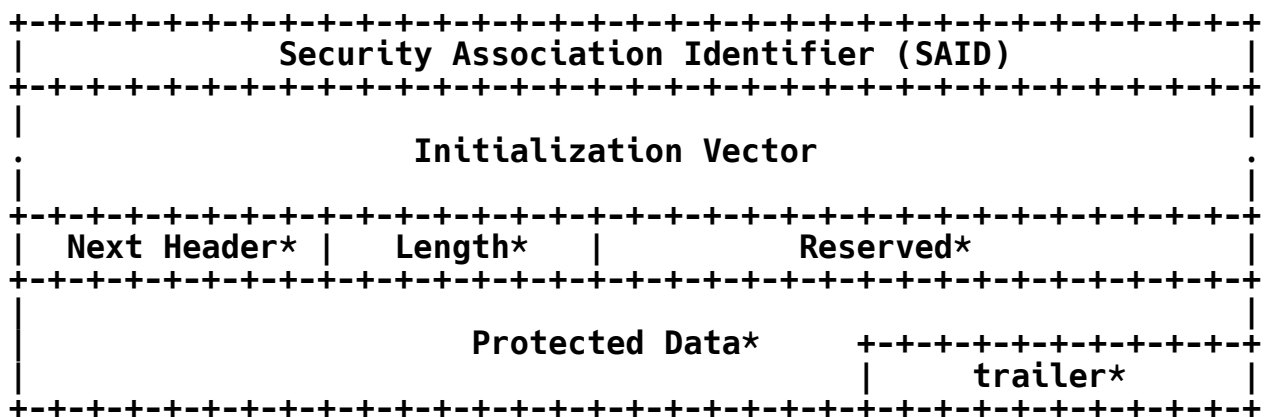 Security Association Identifier (SAID)
Initialization Vector
Next Header* | Length* | Reserved*
Protected Data*
trailer*